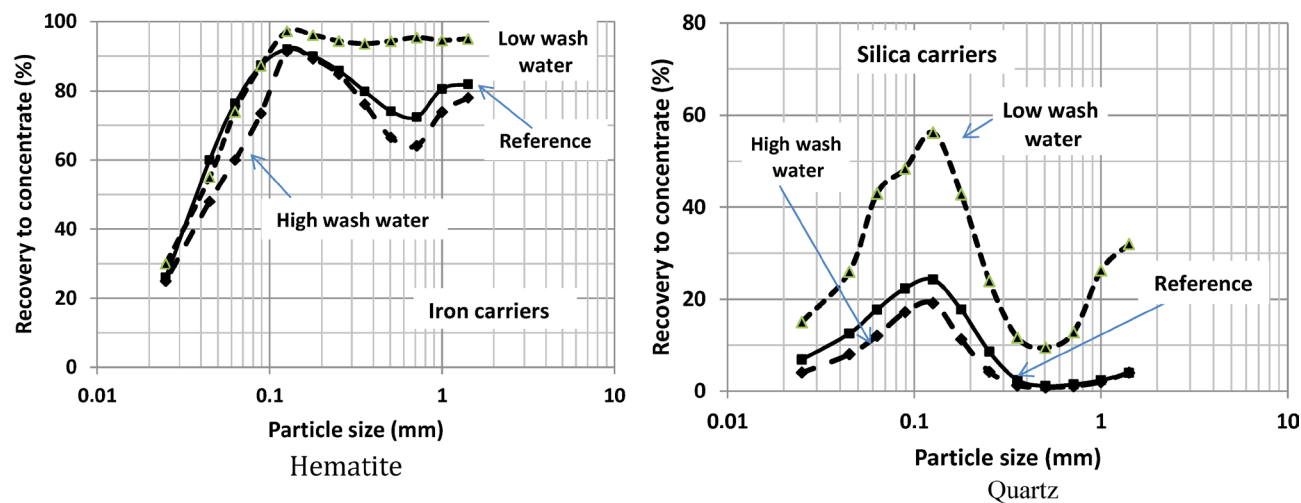 Recovery to concentrate (%)
100
80
60
40
20
0
0.01
0.1
1
10
Low wash
water
Reference
High wash water
Iron carriers
Particle size (mm)
Hematite
Recovery to concentrate (%)
80
60
40
20
0
0.01
0.1
1
10
Silica carriers
High wash
water
Low wash
water
Reference
Particle size (mm)
Quartz